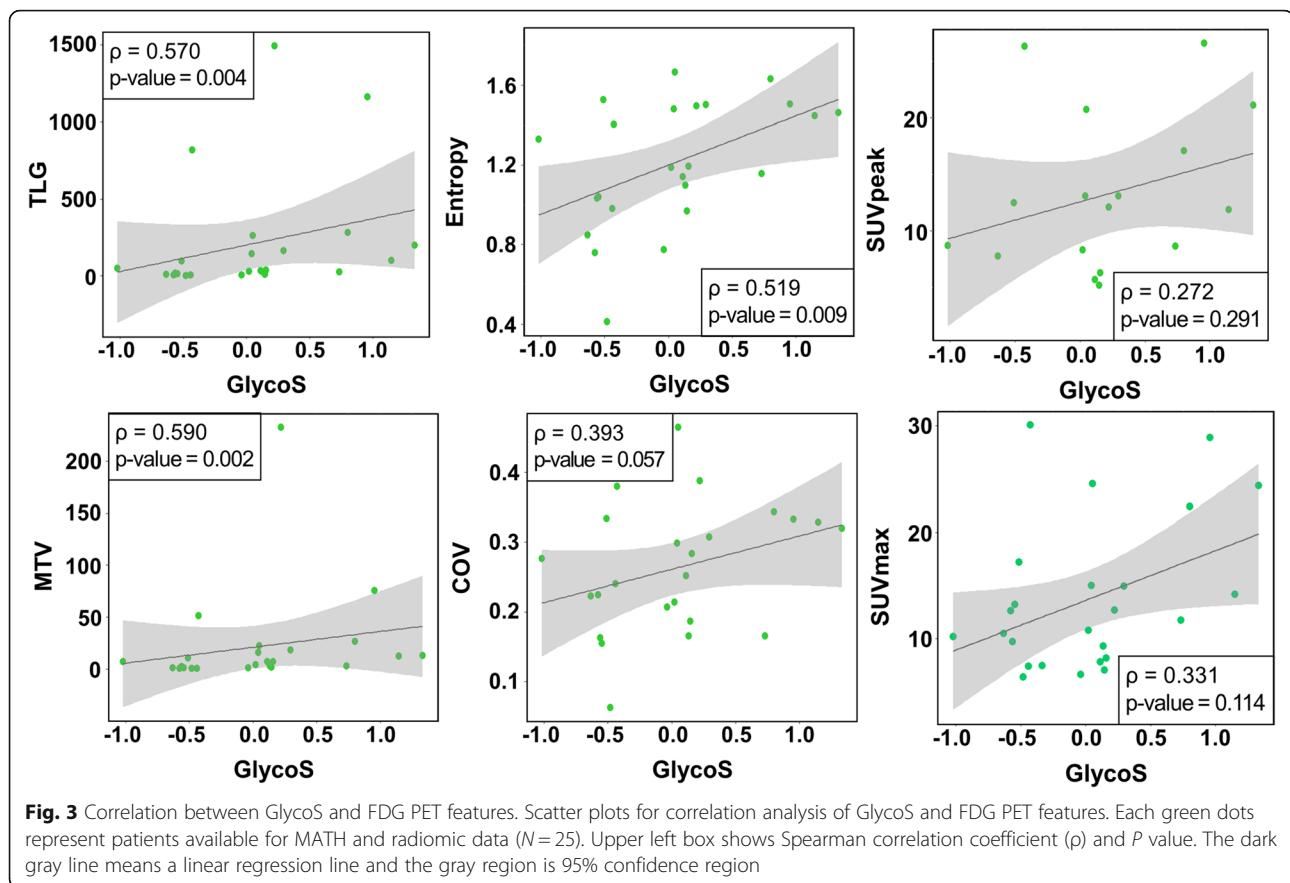 ρ = 0.570
p-value = 0.004
TLG
1500
1000
500
0
-1.0 -0.5 0.0 0.5 1.0
GlycoS
Entropy
1.6
1.2
0.8
0.4
ρ = 0.519
p-value = 0.009
-1.0 -0.5 0.0 0.5 1.0
GlycoS
SUVpeak
20
10
ρ = 0.272
p-value = 0.291
-1.0 -0.5 0.0 0.5 1.0
GlycoS
ρ = 0.590
p-value = 0.002
MTV
200
150
100
50
0
-1.0 -0.5 0.0 0.5 1.0
GlycoS
ρ = 0.393
p-value = 0.057
COV
0.4
0.3
0.2
0.1
-1.0 -0.5 0.0 0.5 1.0
GlycoS
SUVmax
30
20
10
ρ = 0.331
p-value = 0.114
-1.0 -0.5 0.0 0.5 1.0
GlycoS
Fig. 3 Correlation between GlycoS and FDG PET features. Scatter plots for correlation analysis of GlycoS and FDG PET features. Each green dots
represent patients available for MATH and radiomic data (N = 25). Upper left box shows Spearman correlation coefficient (ρ) and P value. The dark
gray line means a linear regression line and the gray region is 95% confidence region